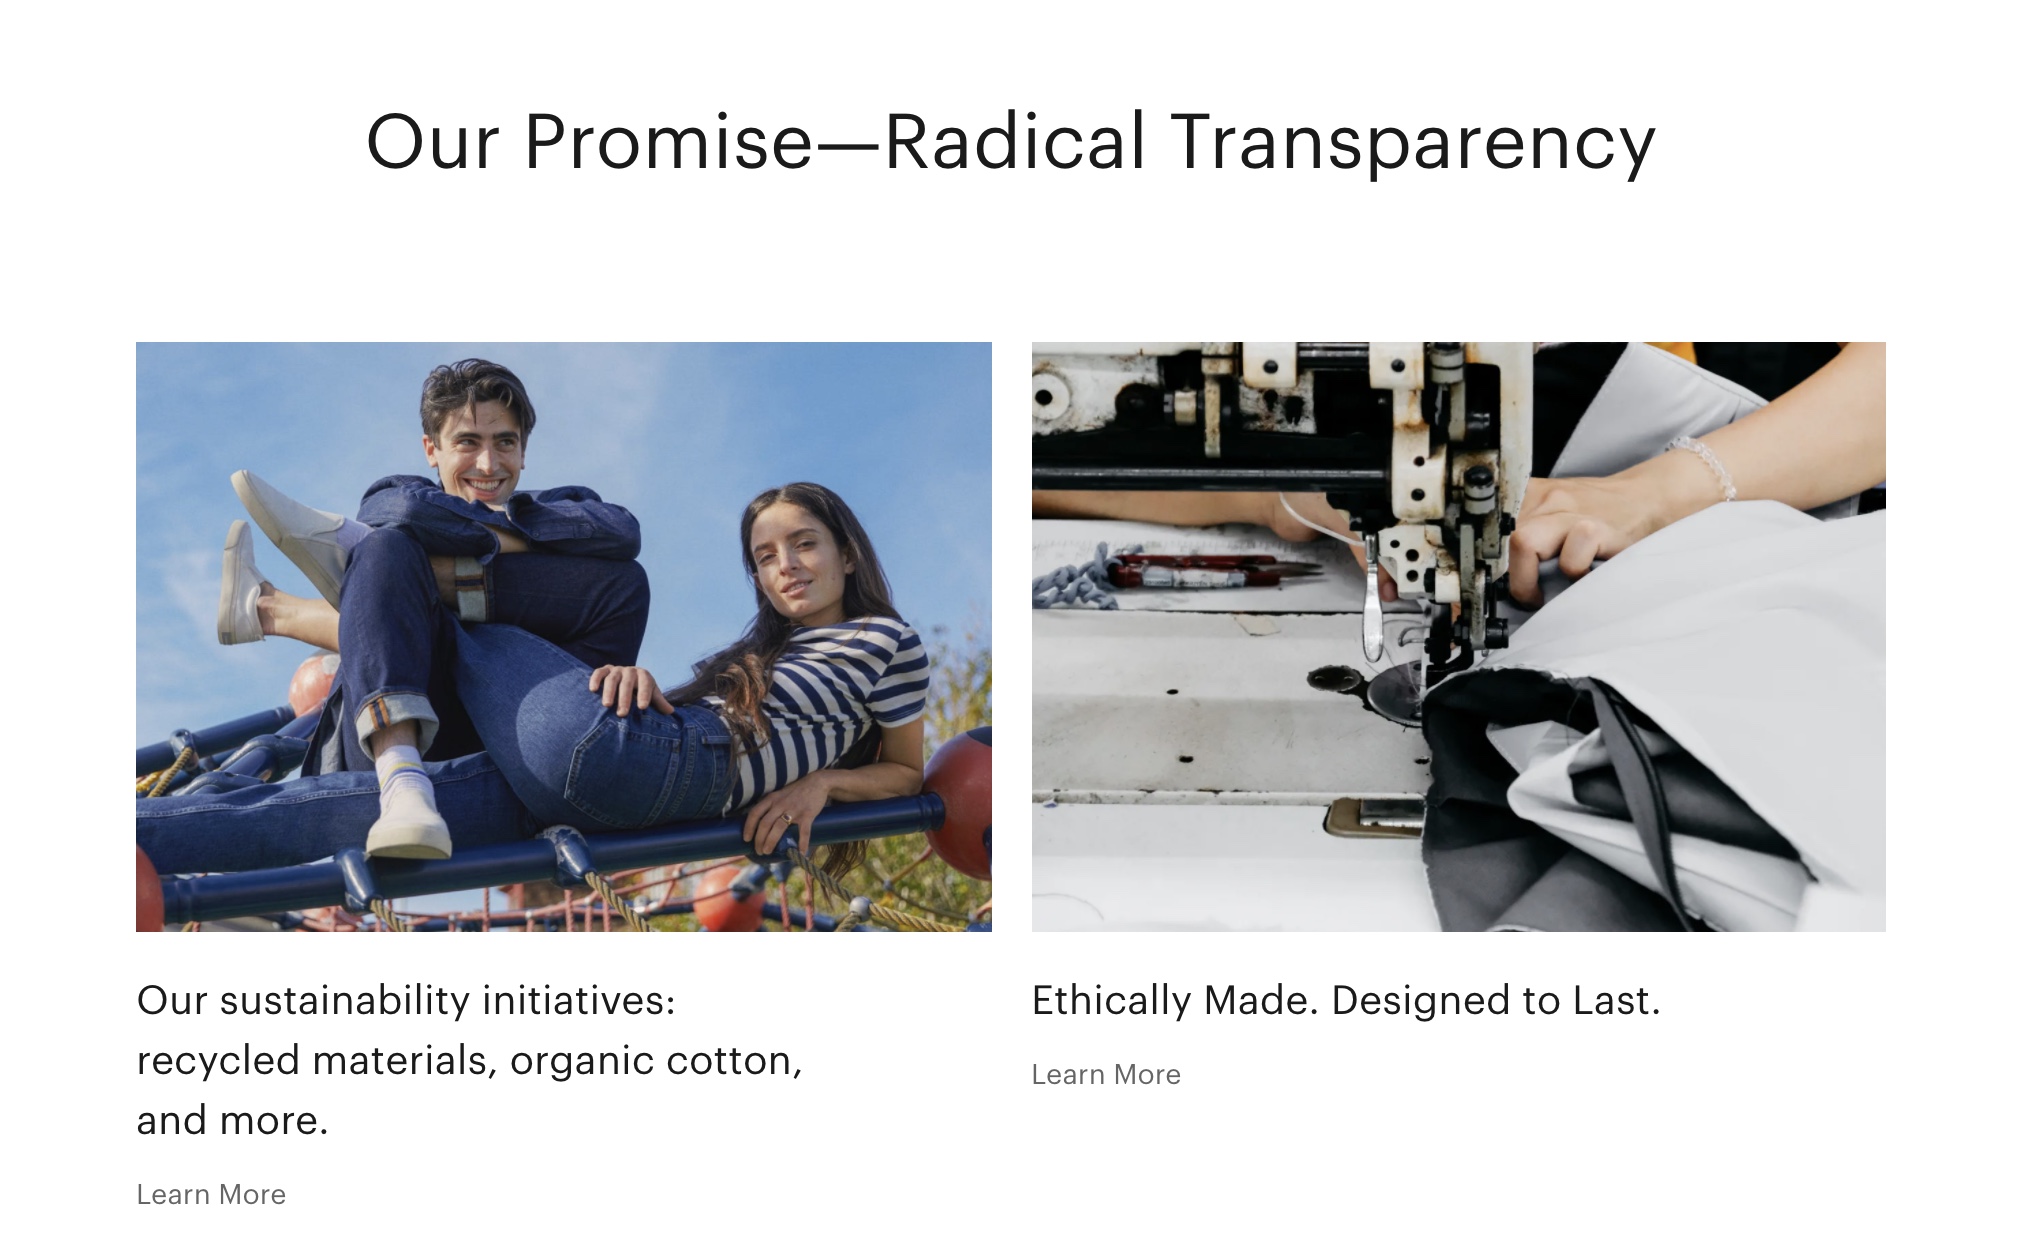 Our Promise—Radical Transparency
Our sustainability initiatives:
recycled materials, organic cotton,
and more.
Learn More
Ethically Made. Designed to Last.
Learn More